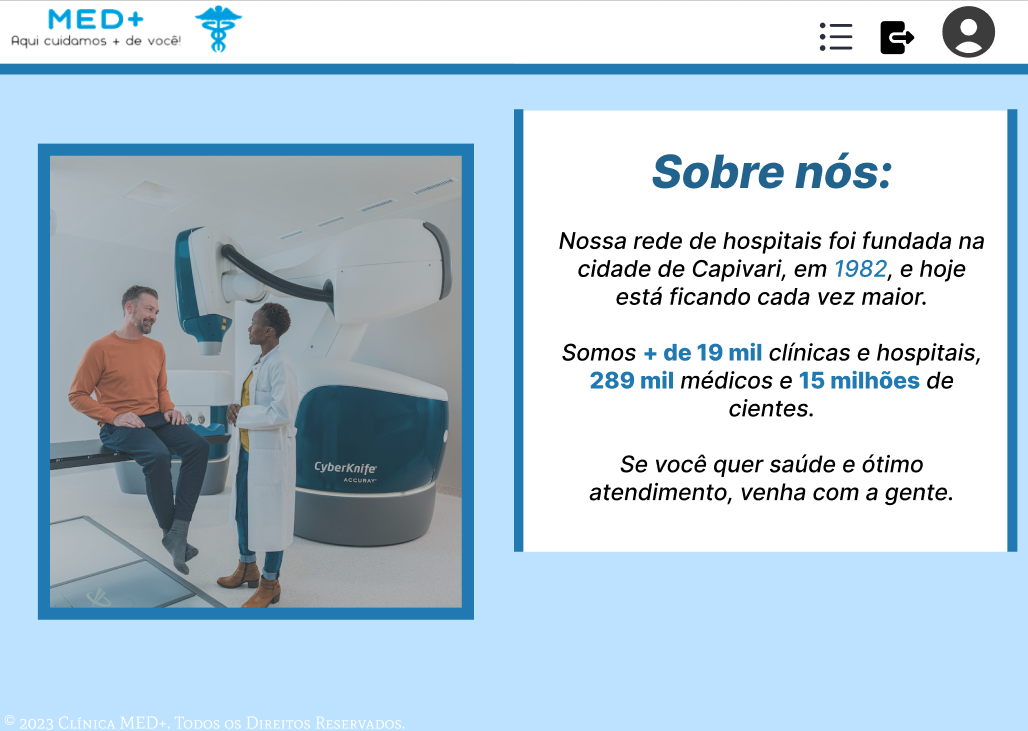 MED+
Aqui cuidamos + de você!
Sobre nós:
Nossa rede de hospitais foi fundada na
cidade de Capivari, em 1982, e hoje
está ficando cada vez maior.
Somos + de 19 mil clínicas e hospitais,
289 mil médicos e 15 milhões de
cientes.
Se você quer saúde e ótimo
atendimento, venha com a gente.
CyberKnife
ACCURAY
© 2023 Clínica MED+. Todos os Direitos Reservados.